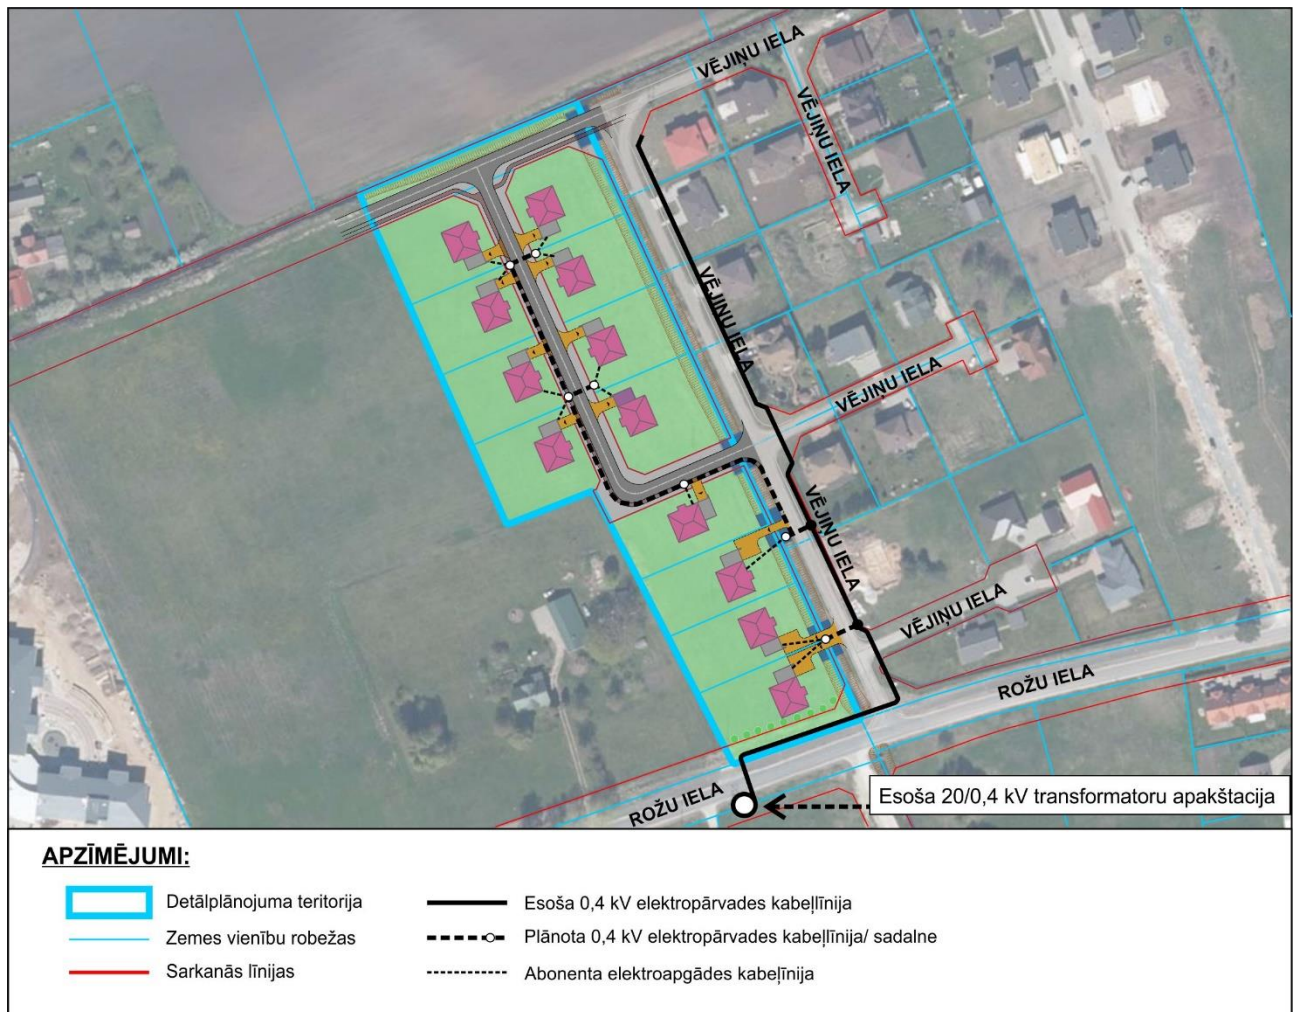 VĒJIŅU IELA
VĒJIŅU IELA
VĒJIŅU IELA
VĒJIŅU IELA
VĒJIŅU IELA
VĒJIŅU IELA
ROŽU IELA
ROŽU IELA
Esoša 20/0,4 kV transformatoru apakštacija
APZĪMĒJUMI:
Detālplānojuma teritorija
Zemes vienību robežas
Sarkanās līnijas
Esoša 0,4 kV elektropārvades kabeļlīnija
Plānota 0,4 kV elektropārvades kabeļlīnija/ sadalne
Abonenta elektroapgādes kabeļīnija